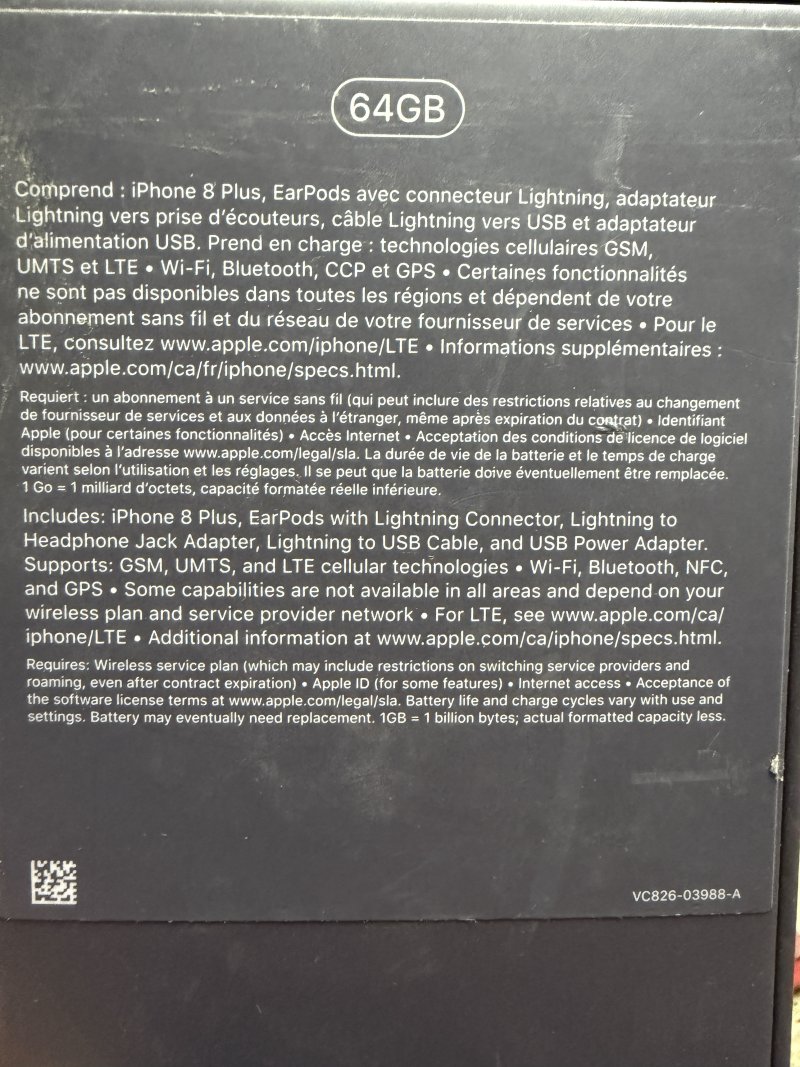 64GB
Comprend : iPhone 8 Plus, EarPods avec connecteur Lightning, adaptateur
Lightning vers prise d'écouteurs, câble Lightning vers USB et adaptateur
d'alimentation USB. Prend en charge : technologies cellulaires GSM,
UMTS et LTE • Wi-Fi, Bluetooth, CCP et GPS • Certaines fonctionnalités
ne sont pas disponibles dans toutes les régions et dépendent de votre
abonnement sans fil et du réseau de votre fournisseur de services • Pour le
LTE, consultez www.apple.com/iphone/LTE • Informations supplémentaires :
www.apple.com/ca/fr/iphone/specs.html.
Requiert : un abonnement à un service sans fil (qui peut inclure des restrictions relatives au changement
de fournisseur de services et aux données à l'étranger, même après expiration du contrat) • Identifiant
Apple (pour certaines fonctionnalités) • Accès Internet • Acceptation des conditions de licence de logiciel
disponibles à l'adresse www.apple.com/legal/sla. La durée de vie de la batterie et le temps de charge
varient selon l'utilisation et les réglages. Il se peut que la batterie doive éventuellement être remplacée.
1 Go = 1 milliard d'octets, capacité formatée réelle inférieure.
Includes: iPhone 8 Plus, EarPods with Lightning Connector, Lightning to
Headphone Jack Adapter, Lightning to USB Cable, and USB Power Adapter.
Supports: GSM, UMTS, and LTE cellular technologies • Wi-Fi, Bluetooth, NFC,
and GPS • Some capabilities are not available in all areas and depend on your
wireless plan and service provider network • For LTE, see www.apple.com/ca/
iphone/LTE • Additional information at www.apple.com/ca/iphone/specs.html.
Requires: Wireless service plan (which may include restrictions on switching service providers and
roaming, even after contract expiration) • Apple ID (for some features) • Internet access • Acceptance of
the software license terms at www.apple.com/legal/sla. Battery life and charge cycles vary with use and
settings. Battery may eventually need replacement. 1GB = 1 billion bytes; actual formatted capacity less.
VC826-03988-A